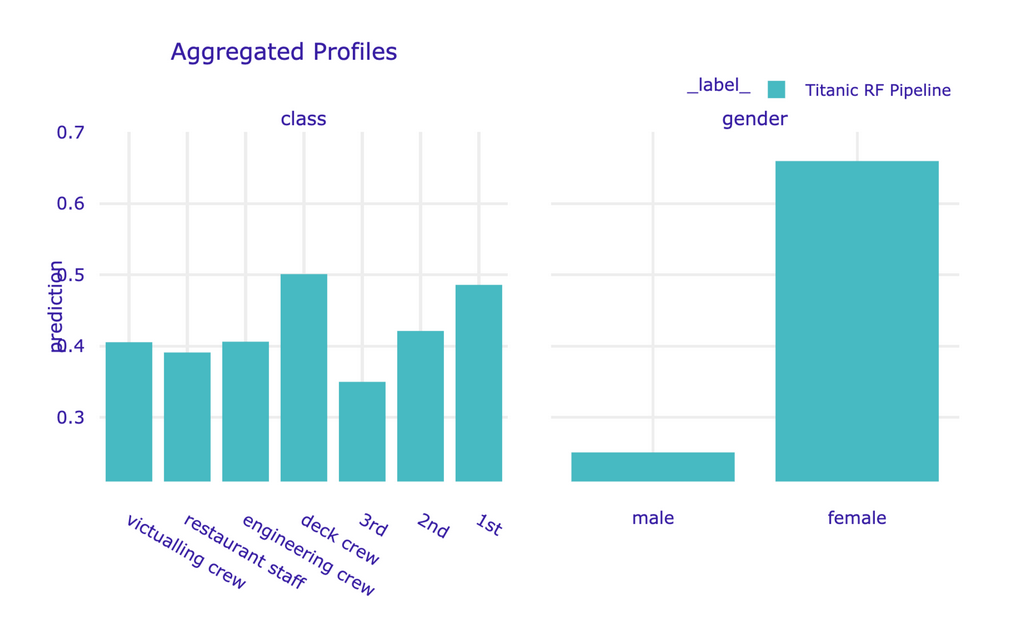 Aggregated Profiles
_label_ Titanic RF Pipeline
class
gender
0.7
0.6
0.5
0.4
0.3
prediction
victualling crew
restaurant staff
engineering crew
deck crew
3rd
2nd
1st
male
female